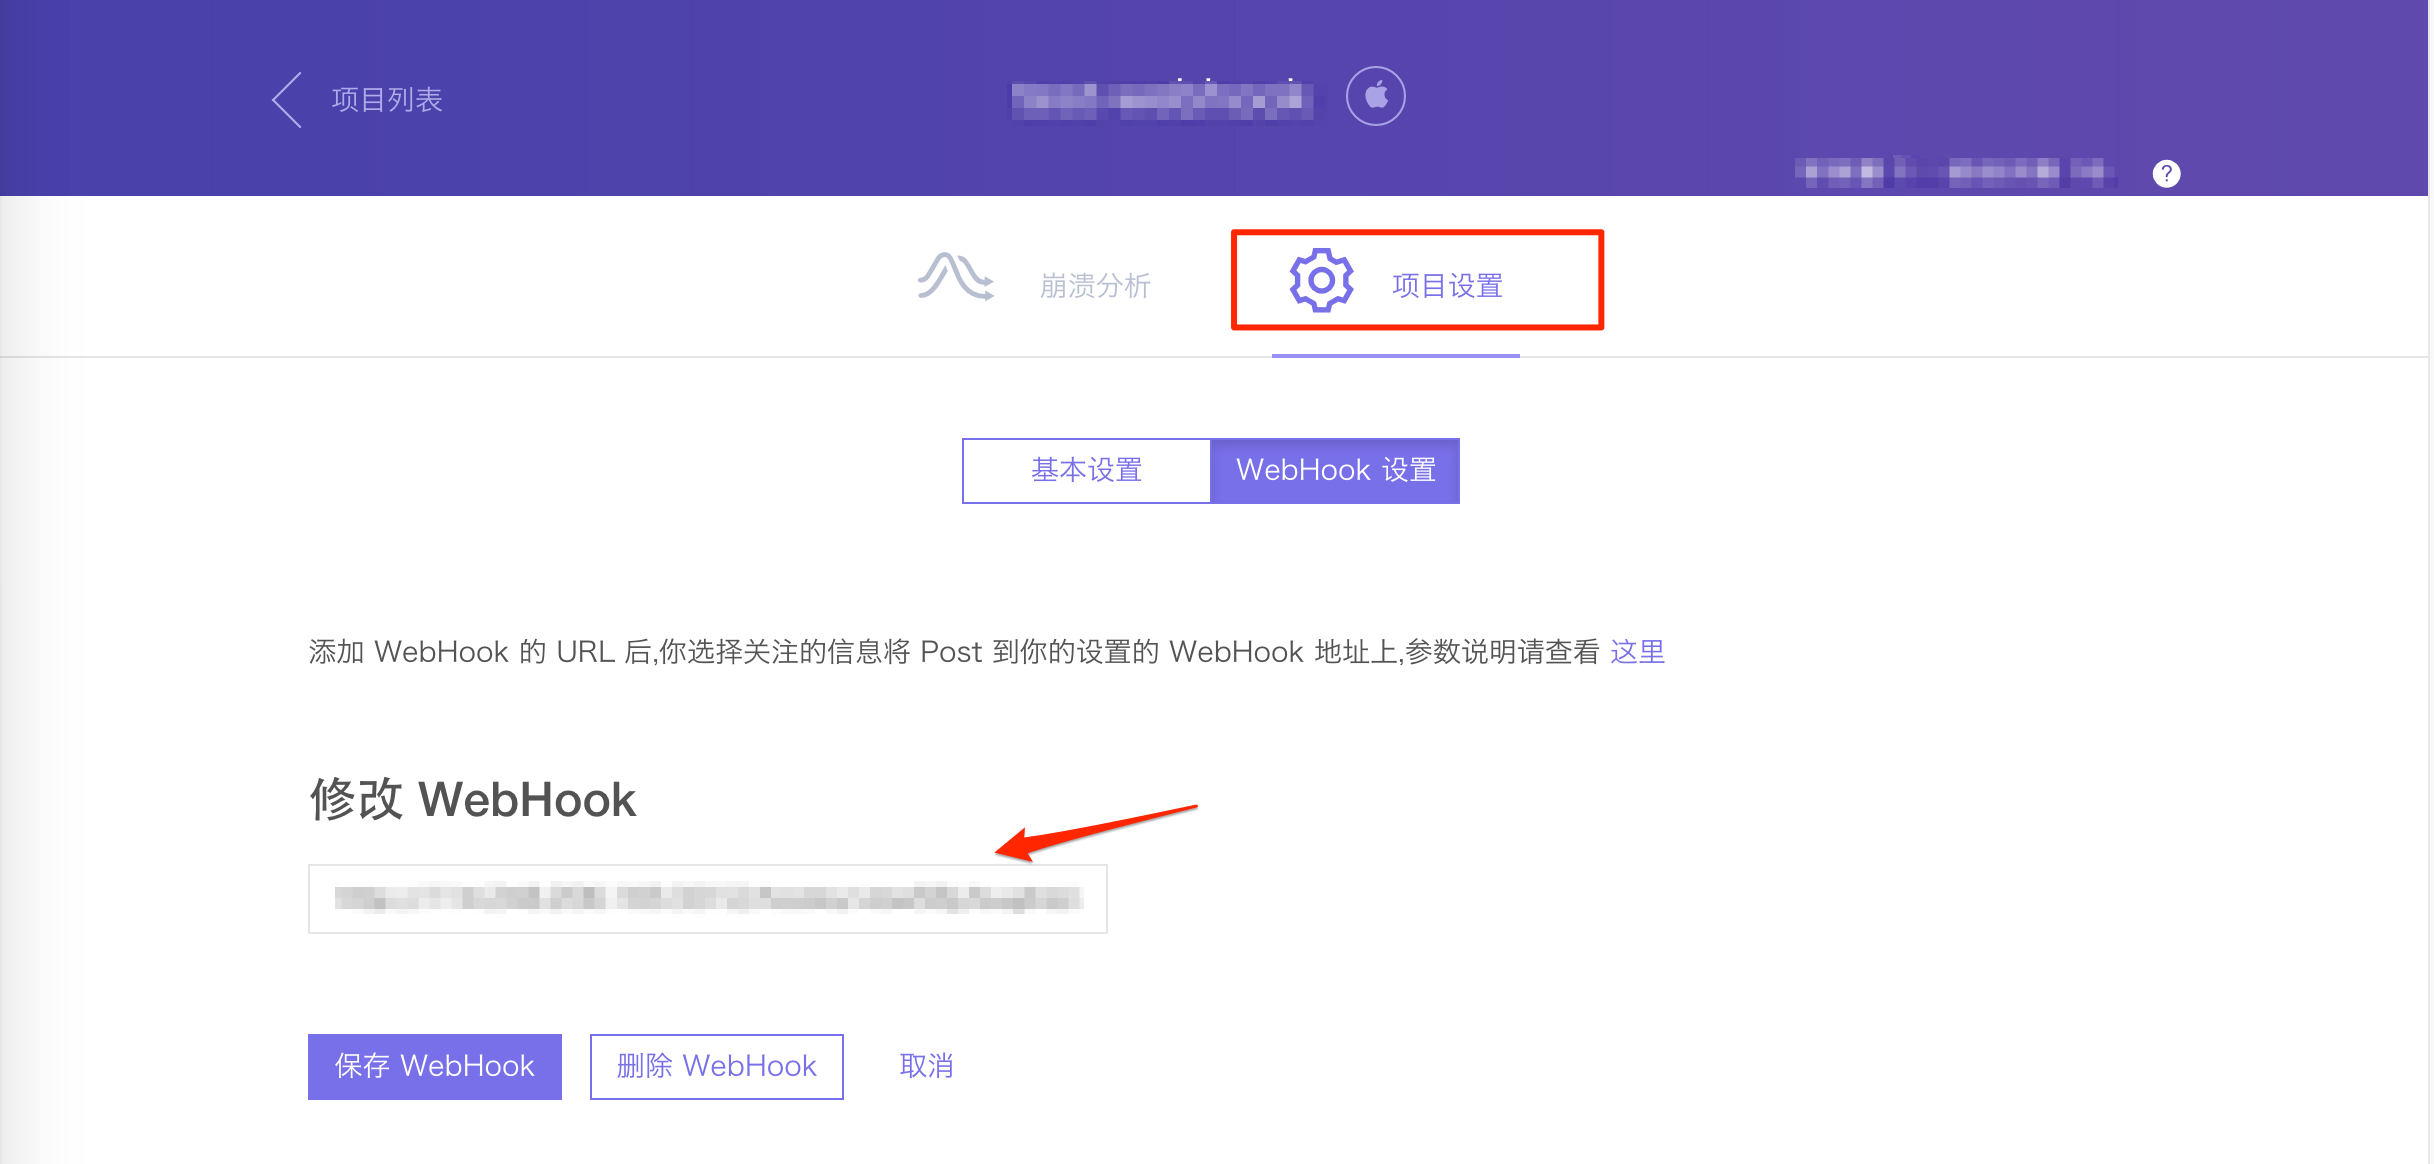 项目列表
?
崩溃分析
项目设置
基本设置
WebHook 设置
添加 WebHook 的 URL 后,你选择关注的信息将 Post 到你的设置的 WebHook 地址上,参数说明请查看 这里
修改 WebHook
保存 WebHook
删除 WebHook
取消